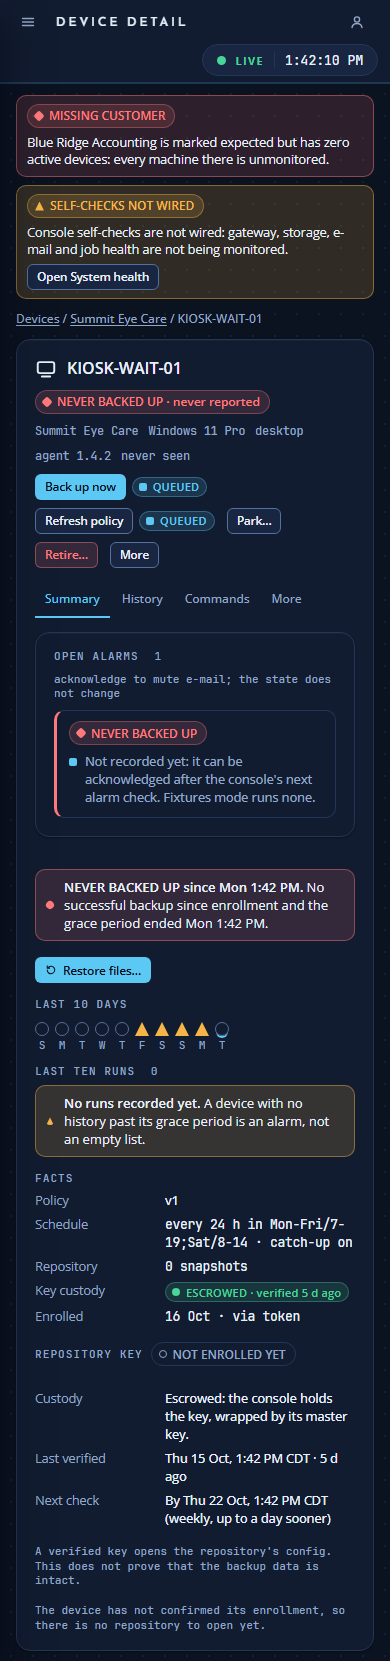 DEVICE DETAIL
LIVE 1:42:10 PM
MISSING CUSTOMER
Blue Ridge Accounting is marked expected but has zero
active devices: every machine there is unmonitored.
SELF-CHECKS NOT WIRED
Console self-checks are not wired: gateway, storage, e-
mail and job health are not being monitored.
Open System health
Devices / Summit Eye Care / KIOSK-WAIT-01
KIOSK-WAIT-01
NEVER BACKED UP · never reported
Summit Eye Care Windows 11 Pro desktop
agent 1.4.2 never seen
Back up now QUEUED
Refresh policy QUEUED Park...
Retire... More
Summary History Commands More
OPEN ALARMS 1
acknowledge to mute e-mail; the state does
not change
NEVER BACKED UP
Not recorded yet: it can be
acknowledged after the console's next
alarm check. Fixtures mode runs none.
NEVER BACKED UP since Mon 1:42 PM. No
successful backup since enrollment and the
grace period ended Mon 1:42 PM.
Restore files...
LAST 10 DAYS
S M T W T F S S M T
LAST TEN RUNS 0
No runs recorded yet. A device with no
history past its grace period is an alarm, not
an empty list.
FACTS
Policy v1
Schedule every 24 h in Mon-Fri/7-
19;Sat/8-14 · catch-up on
Repository 0 snapshots
Key custody ESCROWED · verified 5 d ago
Enrolled 16 Oct · via token
REPOSITORY KEY NOT ENROLLED YET
Custody Escrowed: the console holds
the key, wrapped by its master
key.
Last verified Thu 15 Oct, 1:42 PM CDT · 5 d
ago
Next check By Thu 22 Oct, 1:42 PM CDT
(weekly, up to a day sooner)
A verified key opens the repository's config.
This does not prove that the backup data is
intact.
The device has not confirmed its enrollment, so
there is no repository to open yet.